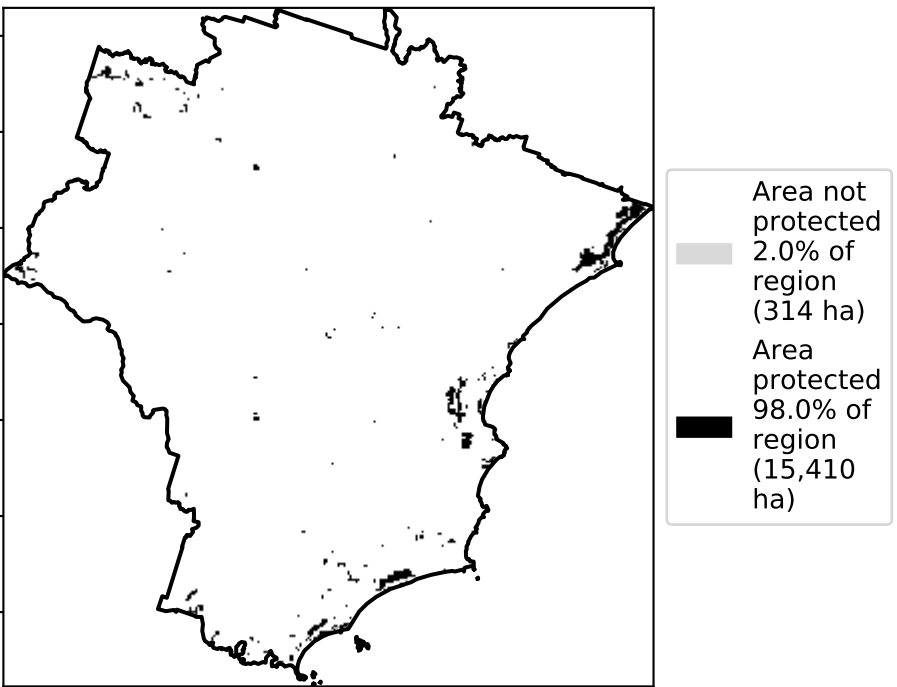 Area not
protected
2.0% of
region
(314 ha)
Area
protected
98.0% of
region
(15,410
ha)